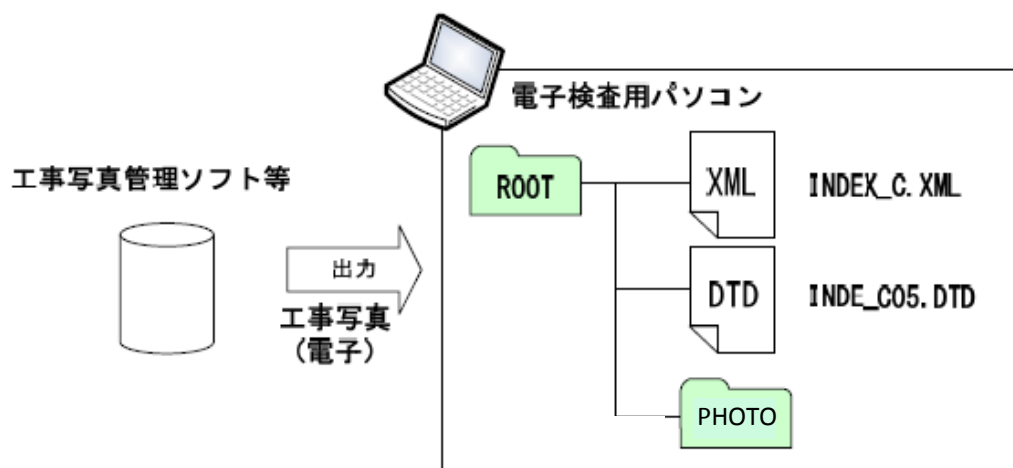 電子検査用パソコン
工事写真管理ソフト等
ROOT
XML
INDEK_C.XML
出力
DTD
INDE_C05.DTD
工事写真
（電子）
PHOTO